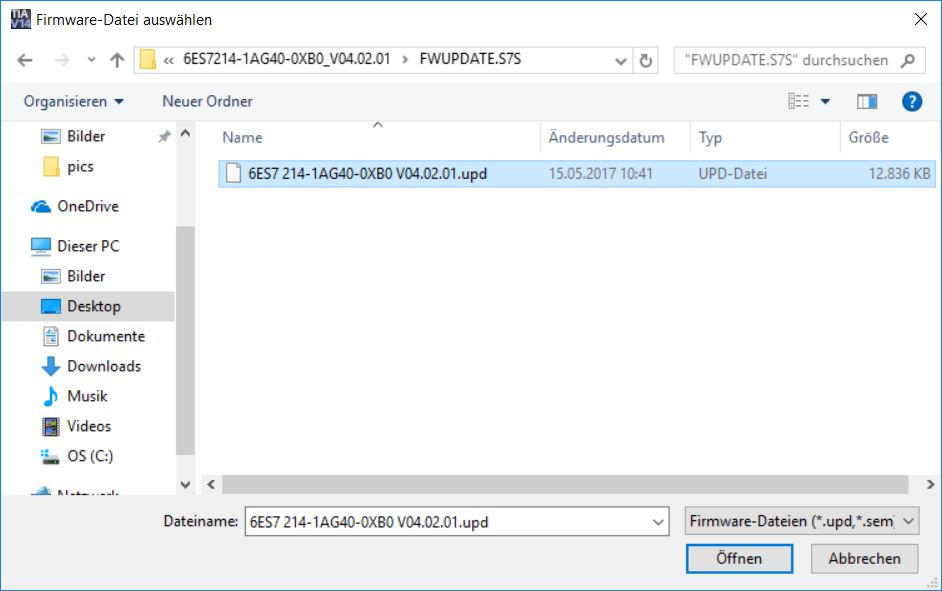 TIA V14 Firmware-Datei auswählen
« 6ES7214-1AG40-0XB0_V04.02.01 › FWUPDATE.S7S "FWUPDATE.S7S" durchsuchen
Organisieren Neuer Ordner ?
Bilder
pics
OneDrive
Dieser PC
Bilder
Desktop
Dokumente
Downloads
Musik
Videos
OS (C:)
Netzwerk
Name Änderungsdatum Typ Größe
6ES7 214-1AG40-0XB0 V04.02.01.upd 15.05.2017 10:41 UPD-Datei 12.836 KB
Dateiname: 6ES7 214-1AG40-0XB0 V04.02.01.upd Firmware-Dateien (*.upd,*.sem
Öffnen Abbrechen